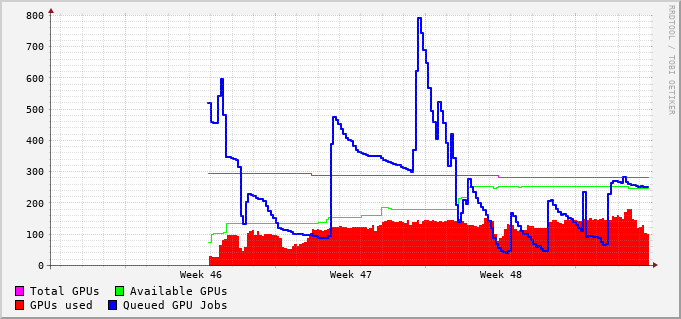 800
700
600
500
400
300
200
100
0
Week 46 Week 47 Week 48
Total GPUs Available GPUs
GPUs used Queued GPU Jobs
RRDTOOL / TOBI OETIKER